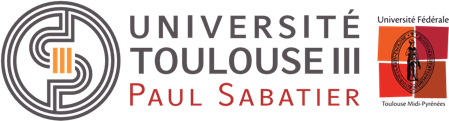 UNIVERSITÉ
TOULOUSE III
PAUL SABATIER
Université Fédérale
Toulouse Midi-Pyrénées